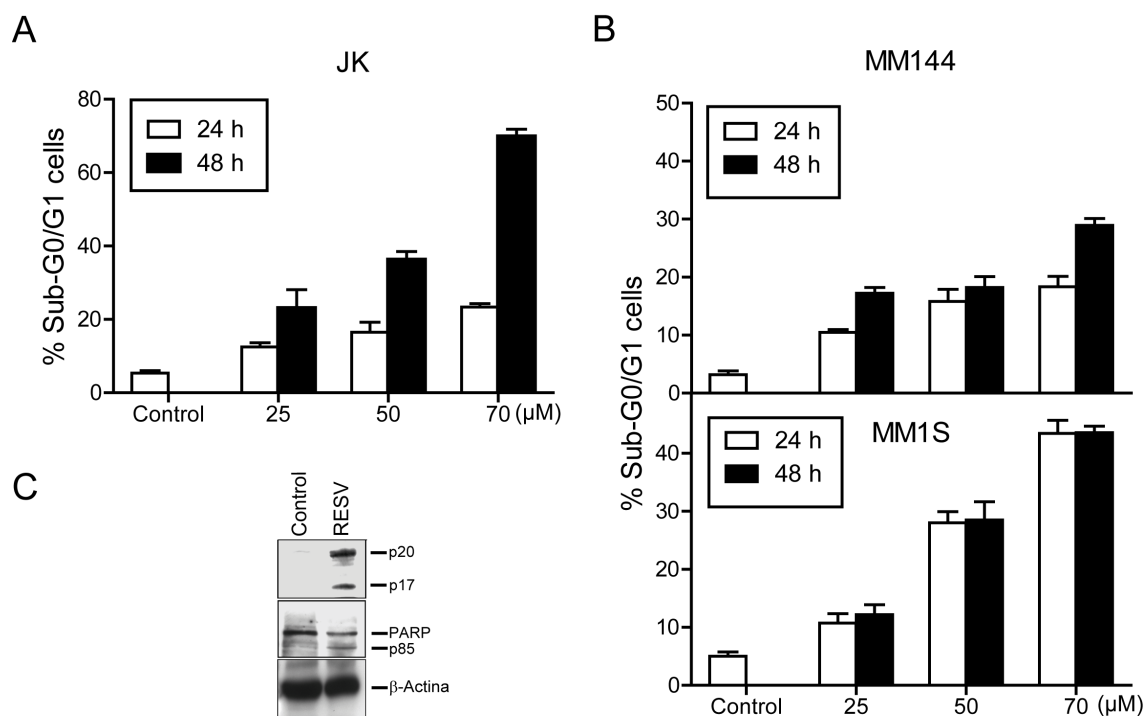 A
JK
% Sub-G0/G1 cells
80
60
40
20
0
24 h
48 h
Control 25 50 70 (µM)
B
MM144
% Sub-G0/G1 cells
50
40
30
20
10
0
24 h
48 h
MM1S
40
30
20
10
0
24 h
48 h
Control 25 50 70 (µM)
C
Control
RESV
p20
p17
PARP
p85
β-Actina